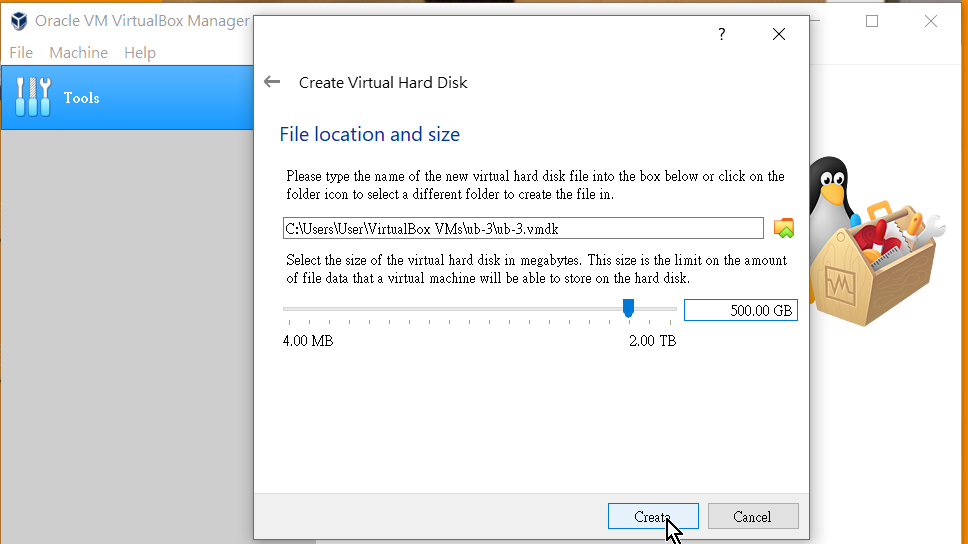 Oracle VM VirtualBox Manager
File Machine Help
Tools
?
Create Virtual Hard Disk
File location and size
Please type the name of the new virtual hard disk file into the box below or click on the
folder icon to select a different folder to create the file in.
C:\Users\User\VirtualBox VMs\ub-3\ub-3.vmdk
Select the size of the virtual hard disk in megabytes. This size is the limit on the amount
of file data that a virtual machine will be able to store on the hard disk.
500.00 GB
4.00 MB 2.00 TB
Create Cancel